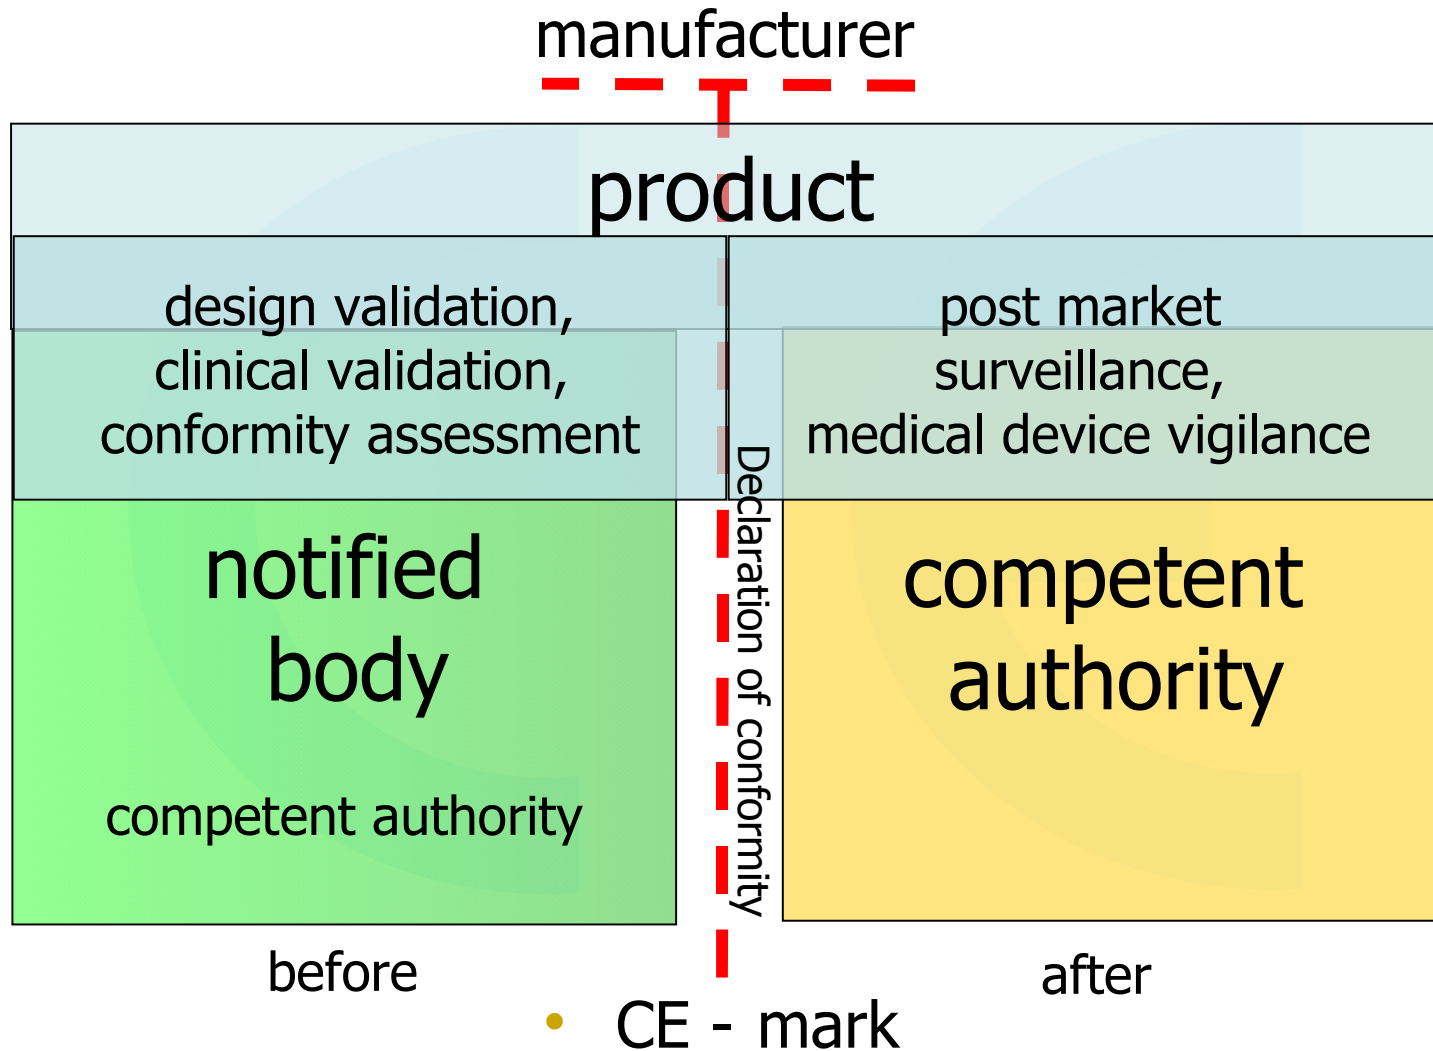 manufacturer
product
design validation,
clinical validation,
conformity assessment
post market
surveillance,
medical device vigilance
Declaration of conformity
notified
body
competent authority
competent
authority
before
after
• CE - mark